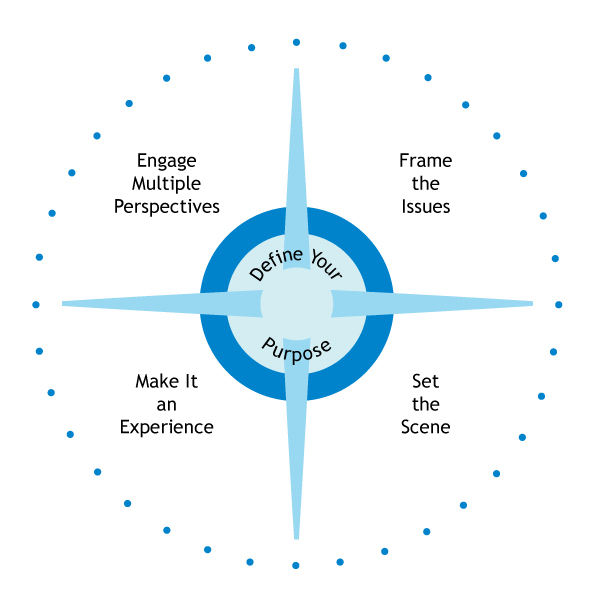 Engage
Multiple
Perspectives
Frame
the
Issues
Define Your
Purpose
Make It
an
Experience
Set
the
Scene